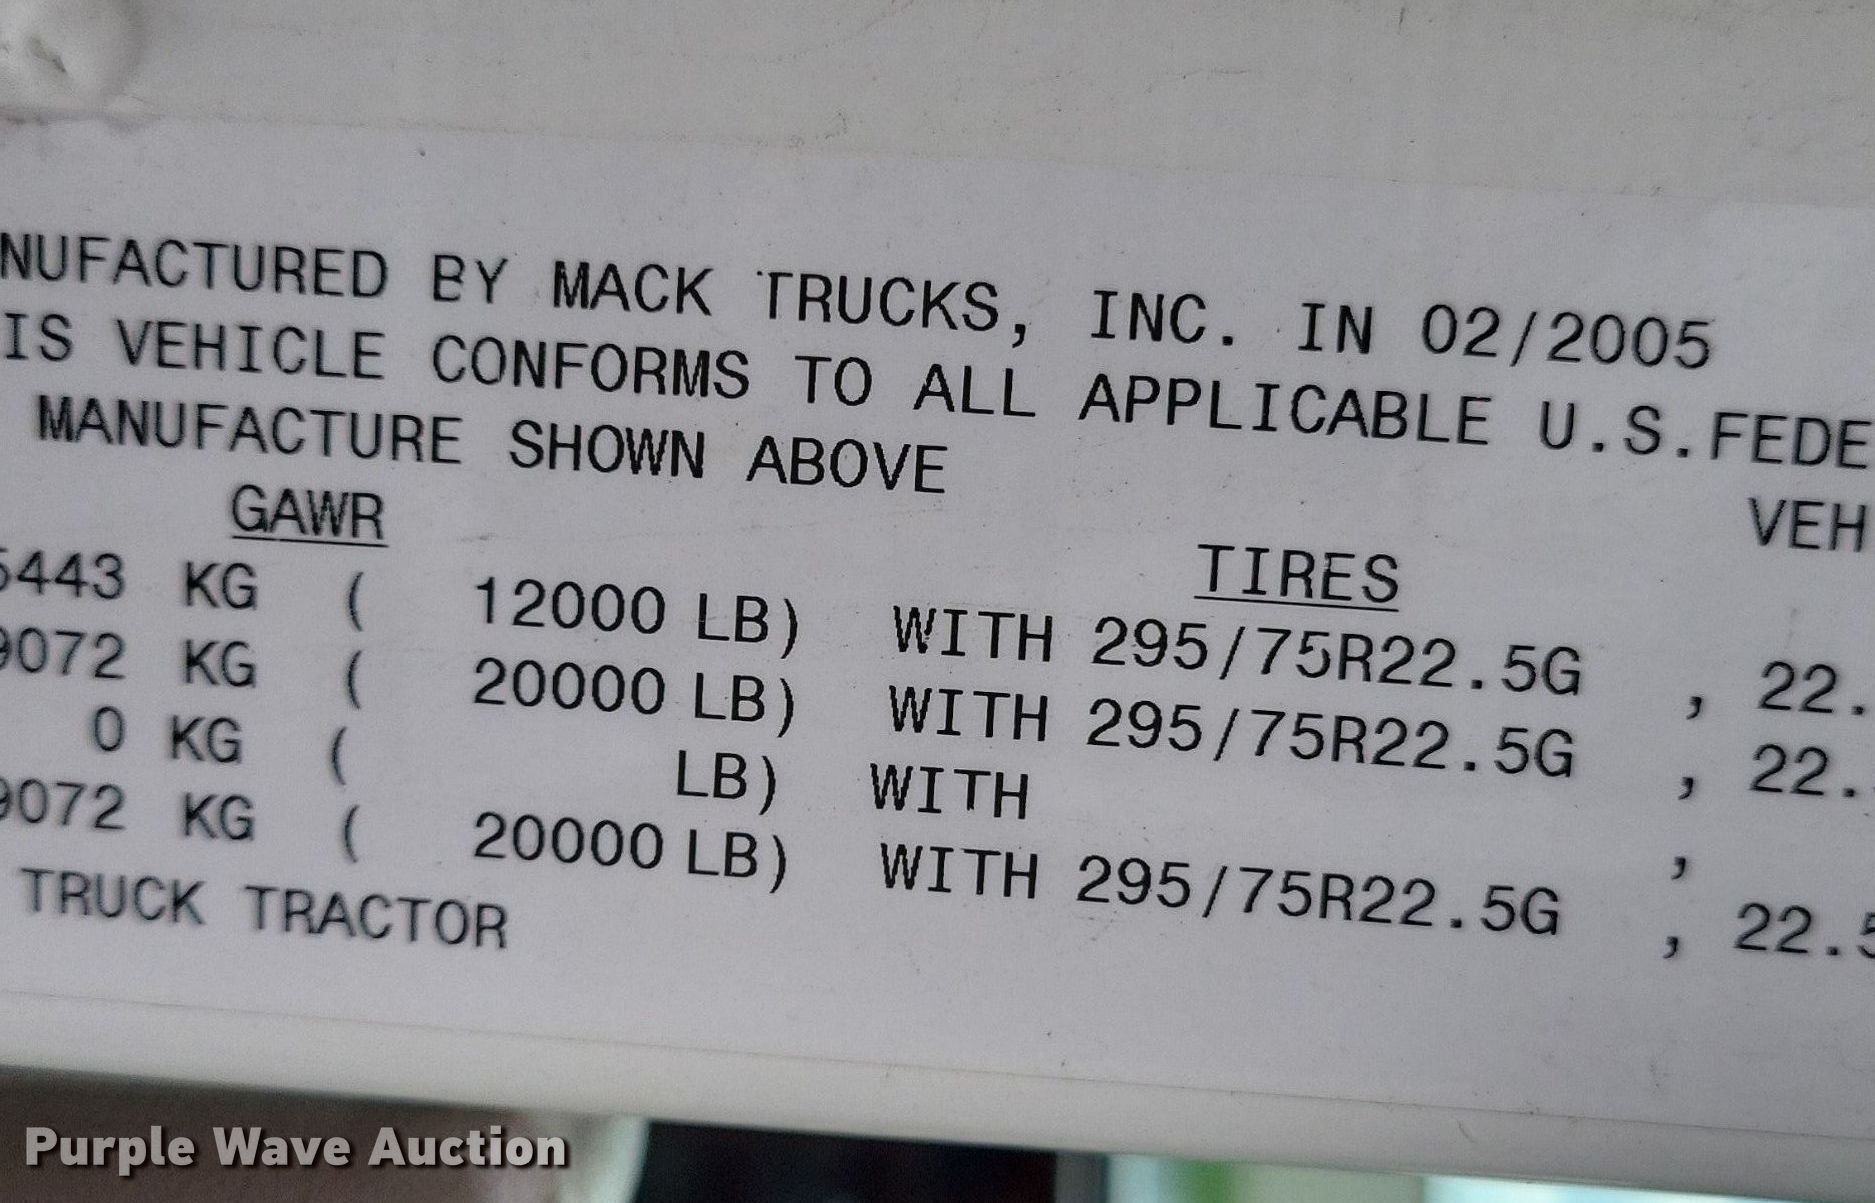 NUFACTURED BY MACK TRUCKS, INC. IN 02/2005
IS VEHICLE CONFORMS TO ALL APPLICABLE U.S.FEDE
MANUFACTURE SHOWN ABOVE
GAWR TIRES VEH
5443 KG ( 12000 LB) WITH 295/75R22.5G , 22.
9072 KG ( 20000 LB) WITH 295/75R22.5G , 22.
0 KG ( LB) WITH ,
9072 KG ( 20000 LB) WITH 295/75R22.5G , 22.5
TRUCK TRACTOR
Purple Wave Auction